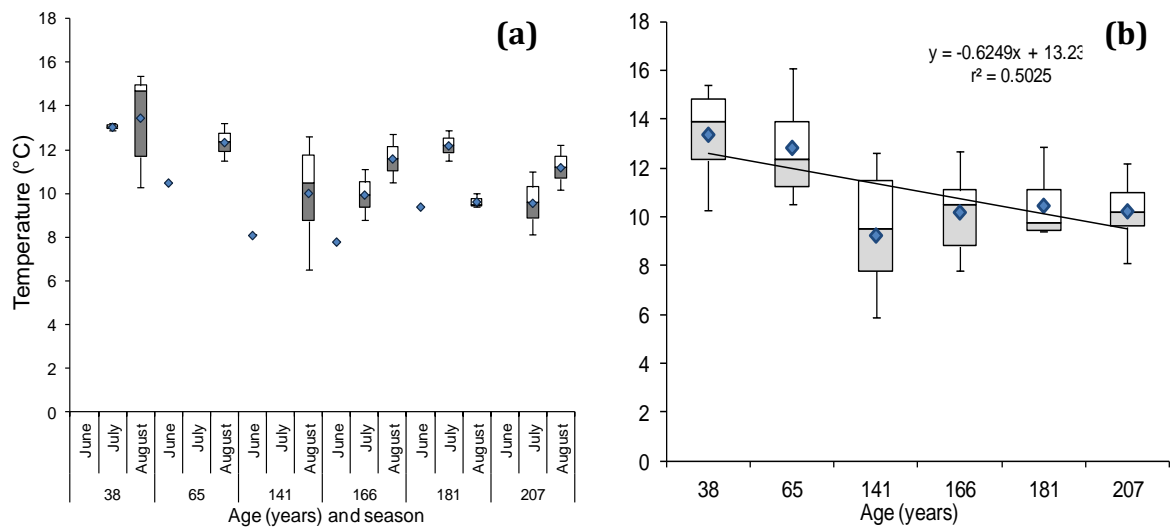 (a)
18
16
14
12
10
8
6
4
2
0
Temperature (°C)
June July August June July August June July August June July August June July August June July August
38 65 141 166 181 207
Age (years) and season
(b)
y = -0.6249x + 13.23
r² = 0.5025
18
16
14
12
10
8
6
4
2
0
38 65 141 166 181 207
Age (years)